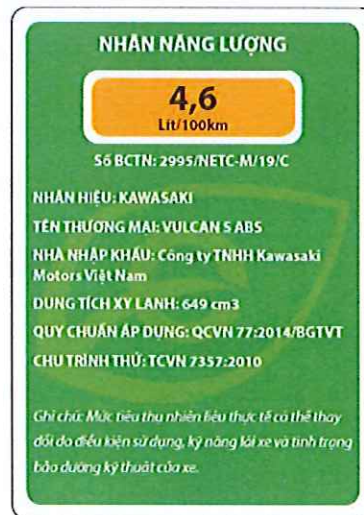 NHÃN NĂNG LƯỢNG
4,6
Lít/100km
Số BCTN: 2995/NETC-M/19/C
NHÃN HIỆU: KAWASAKI
TÊN THƯƠNG MẠI: VULCAN S ABS
NHÀ NHẬP KHẨU: Công ty TNHH Kawasaki
Motors Việt Nam
DUNG TÍCH XY LANH: 649 cm3
QUY CHUẨN ÁP DỤNG: QCVN 77:2014/BGTVT
CHU TRÌNH THỬ: TCVN 7357:2010
Ghi chú: Mức tiêu thụ nhiên liệu thực tế có thể thay
đổi do điều kiện sử dụng, kỹ năng lái xe và tình trạng
bảo dưỡng kỹ thuật của xe.